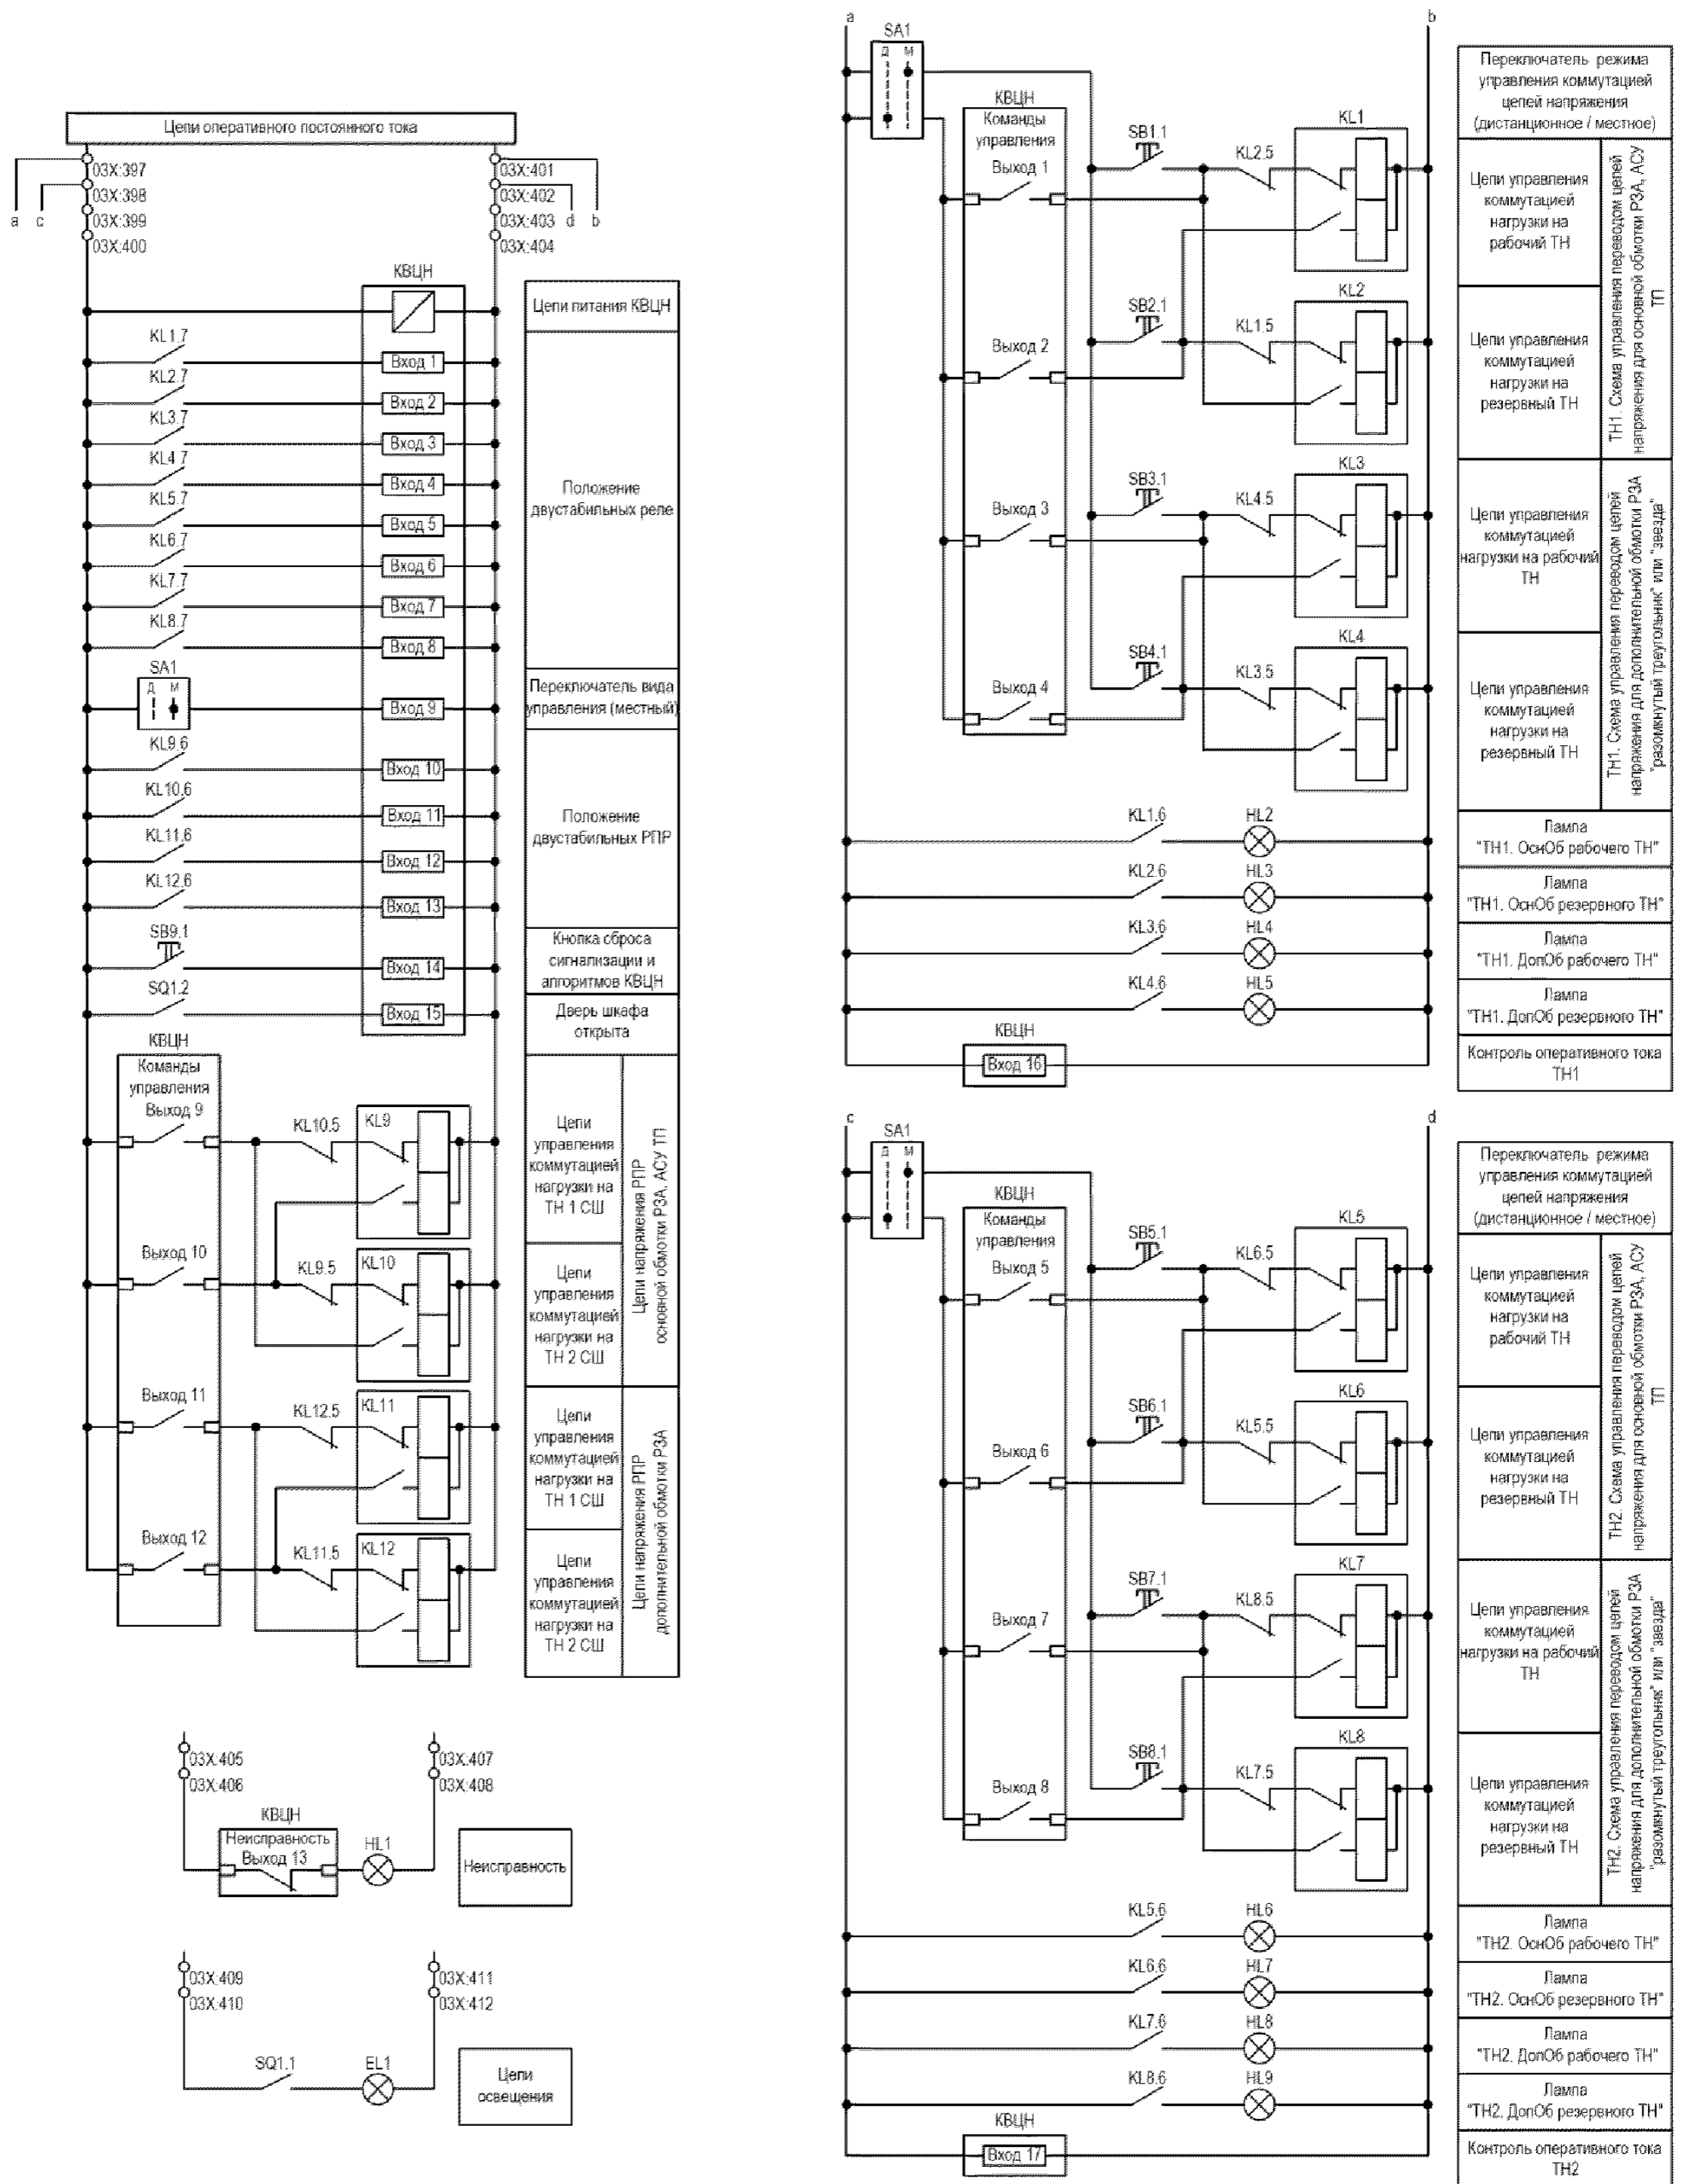 Цепи оперативного постоянного тока
03X:397
03X:398
03X:399
03X:400
a
c
03X:401
03X:402
03X:403
03X:404
d
b
КВЦН
Цепи питания КВЦН
KL1.7
Вход 1
KL2.7
Вход 2
KL3.7
Вход 3
KL4.7
Вход 4
KL5.7
Вход 5
KL6.7
Вход 6
KL7.7
Вход 7
KL8.7
Вход 8
Положение
двустабильных реле
SA1
Д М
Вход 9
Переключатель вида
управления (местный)
KL9.6
Вход 10
KL10.6
Вход 11
KL11.6
Вход 12
KL12.6
Вход 13
Положение
двустабильных РПР
SB9.1
Вход 14
Кнопка сброса
сигнализации и
алгоритмов КВЦН
SQ1.2
Вход 15
Дверь шкафа
открыта
КВЦН
Команды
управления
Выход 9
KL10.5
KL9
Цепи
управления
коммутацией
нагрузки на
ТН 1 СШ
Выход 10
KL9.5
KL10
Цепи
управления
коммутацией
нагрузки на
ТН 2 СШ
Цепи напряжения РПР
основной обмотки РЗА, АСУ ТП
Выход 11
KL12.5
KL11
Цепи
управления
коммутацией
нагрузки на
ТН 1 СШ
Выход 12
KL11.5
KL12
Цепи
управления
коммутацией
нагрузки на
ТН 2 СШ
Цепи напряжения РПР
дополнительной обмотки РЗА
03X:405
03X:406
03X:407
03X:408
КВЦН
Неисправность
Выход 13
HL1
Неисправность
03X:409
03X:410
03X:411
03X:412
SQ1.1
EL1
Цепи
освещения
a
b
SA1
Д М
Переключатель режима
управления коммутацией
цепей напряжения
(дистанционное / местное)
КВЦН
Команды
управления
Выход 1
SB1.1
KL2.5
KL1
Цепи управления
коммутацией
нагрузки на
рабочий ТН
Выход 2
SB2.1
KL1.5
KL2
Цепи управления
коммутацией
нагрузки на
резервный ТН
ТН1. Схема управления переводом цепей
напряжения для основной обмотки РЗА, АСУ
ТП
Выход 3
SB3.1
KL4.5
KL3
Цепи управления
коммутацией
нагрузки на рабочий
ТН
Выход 4
SB4.1
KL3.5
KL4
Цепи управления
коммутацией
нагрузки на
резервный ТН
ТН1. Схема управления переводом цепей
напряжения для дополнительной обмотки РЗА
"разомкнутый треугольник" или "звезда"
KL1.6
HL2
Лампа
"ТН1. ОснОб рабочего ТН"
KL2.6
HL3
Лампа
"ТН1. ОснОб резервного ТН"
KL3.6
HL4
Лампа
"ТН1. ДопОб рабочего ТН"
KL4.6
HL5
Лампа
"ТН1. ДопОб резервного ТН"
КВЦН
Вход 16
Контроль оперативного тока
ТН1
c
d
SA1
Д М
Переключатель режима
управления коммутацией
цепей напряжения
(дистанционное / местное)
КВЦН
Команды
управления
Выход 5
SB5.1
KL6.5
KL5
Цепи управления
коммутацией
нагрузки на
рабочий ТН
Выход 6
SB6.1
KL5.5
KL6
Цепи управления
коммутацией
нагрузки на
резервный ТН
ТН2. Схема управления переводом цепей
напряжения для основной обмотки РЗА, АСУ
ТП
Выход 7
SB7.1
KL8.5
KL7
Цепи управления
коммутацией
нагрузки на рабочий
ТН
Выход 8
SB8.1
KL7.5
KL8
Цепи управления
коммутацией
нагрузки на
резервный ТН
ТН2. Схема управления переводом цепей
напряжения для дополнительной обмотки РЗА
"разомкнутый треугольник" или "звезда"
KL5.6
HL6
Лампа
"ТН2. ОснОб рабочего ТН"
KL6.6
HL7
Лампа
"ТН2. ОснОб резервного ТН"
KL7.6
HL8
Лампа
"ТН2. ДопОб рабочего ТН"
KL8.6
HL9
Лампа
"ТН2. ДопОб резервного ТН"
КВЦН
Вход 17
Контроль оперативного тока
ТН2